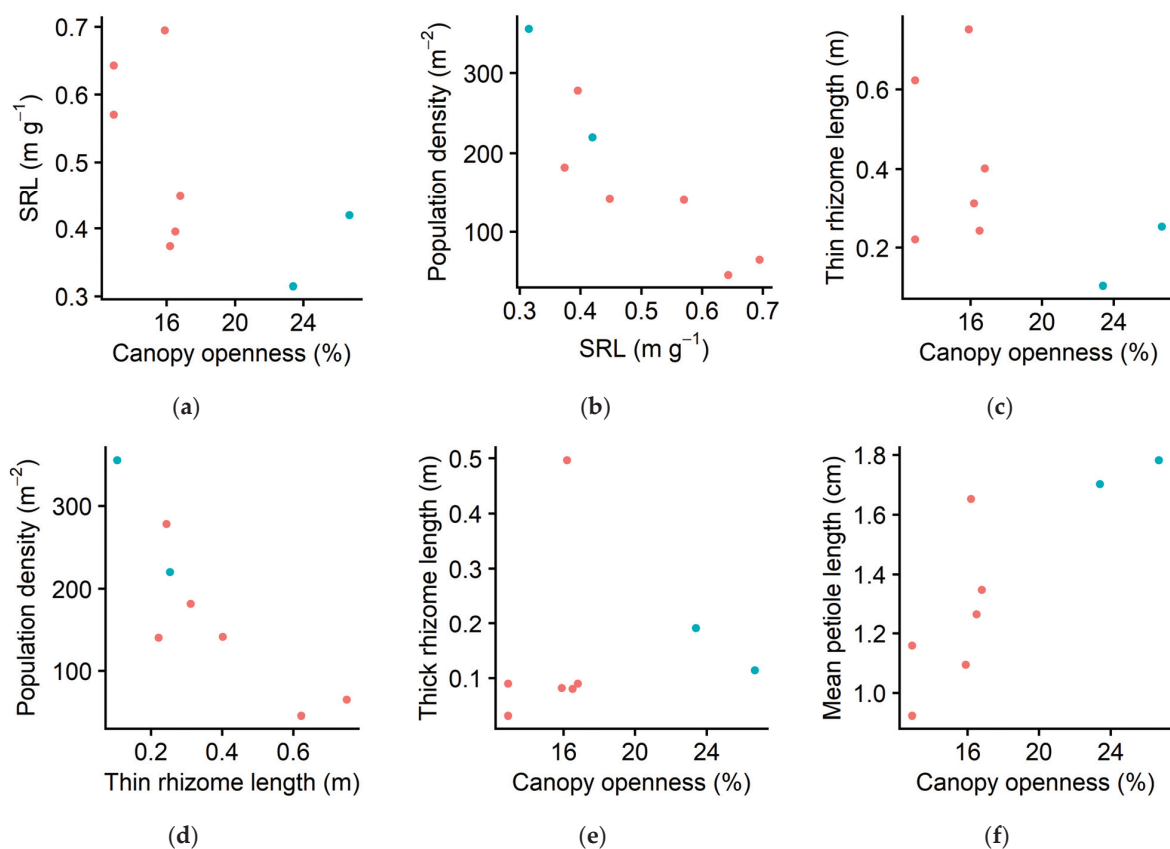 0.7
0.6
0.5
0.4
0.3
SRL (m g⁻¹)
16 20 24
Canopy openness (%)
(a)
300
200
100
Population density (m⁻²)
0.3 0.4 0.5 0.6 0.7
SRL (m g⁻¹)
(b)
0.6
0.4
0.2
Thin rhizome length (m)
16 20 24
Canopy openness (%)
(c)
300
200
100
Population density (m⁻²)
0.2 0.4 0.6
Thin rhizome length (m)
(d)
0.5
0.4
0.3
0.2
0.1
Thick rhizome length (m)
16 20 24
Canopy openness (%)
(e)
1.8
1.6
1.4
1.2
1.0
Mean petiole length (cm)
16 20 24
Canopy openness (%)
(f)